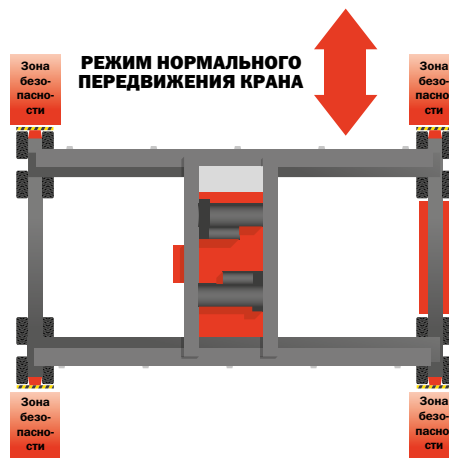 Зона
безо-
пасно-
сти
РЕЖИМ НОРМАЛЬНОГО
ПЕРЕДВИЖЕНИЯ КРАНА
Зона
безо-
пасно-
сти
Зона
безо-
пасно-
сти
Зона
безо-
пасно-
сти